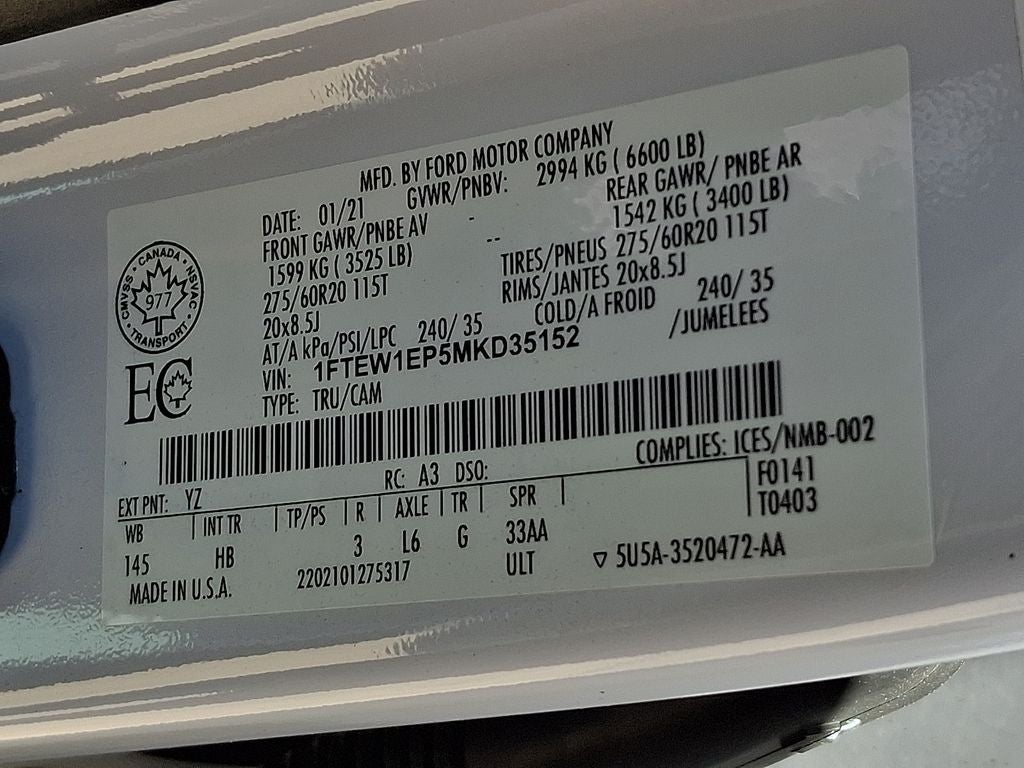 MFD. BY FORD MOTOR COMPANY
DATE: 01/21 GVWR/PNBV: 2994 KG ( 6600 LB)
FRONT GAWR/PNBE AV - REAR GAWR/ PNBE AR
1599 KG ( 3525 LB) -- 1542 KG ( 3400 LB)
275/60R20 115T TIRES/PNEUS 275/60R20 115T
20x8.5J RIMS/JANTES 20x8.5J
AT/A kPa/PSI/LPC 240/ 35 COLD/A FROID 240/ 35
VIN: 1FTEW1EP5MKD35152 /JUMELEES
TYPE: TRU/CAM
CANADA
CMVSS NSVAC
977
TRANSPORT
EC
COMPLIES: ICES/NMB-002
EXT PNT: YZ RC: A3 DSO: F0141
WB INT TR TP/PS R AXLE TR SPR T0403
145 HB 3 L6 G 33AA
MADE IN U.S.A. 2202101275317 ULT ▽ 5U5A-3520472-AA